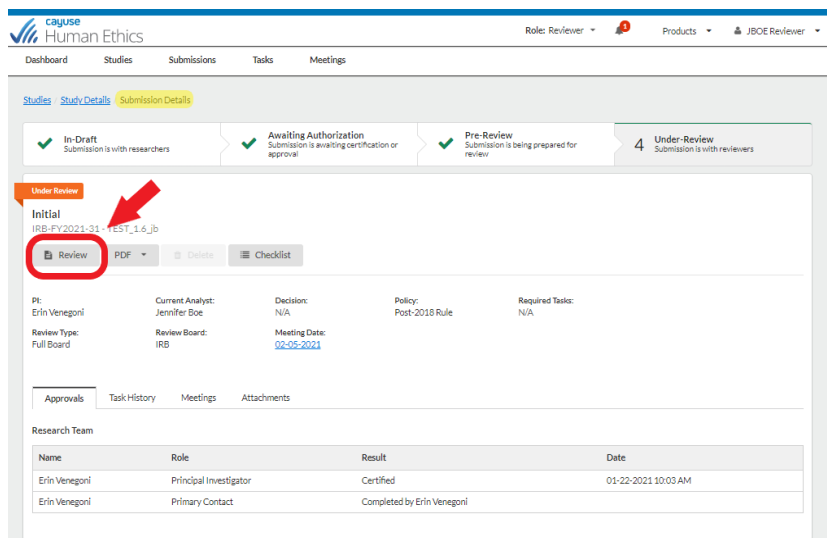 cayuse
Human Ethics
Role: Reviewer
1
Products
JBOE Reviewer
Dashboard Studies Submissions Tasks Meetings
Studies / Study Details / Submission Details
In-Draft
Submission is with researchers
Awaiting Authorization
Submission is awaiting certification or
approval
Pre-Review
Submission is being prepared for
review
4
Under-Review
Submission is with reviewers
Under Review
Initial
IRB-FY2021-31 - TEST_1.6_jb
Review PDF Delete Checklist
PI: Current Analyst: Decision: Policy: Required Tasks:
Erin Venegoni Jennifer Boe N/A Post-2018 Rule N/A
Review Type: Review Board: Meeting Date:
Full Board IRB 02-05-2021
Approvals Task History Meetings Attachments
Research Team
Name Role Result Date
Erin Venegoni Principal Investigator Certified 01-22-2021 10:03 AM
Erin Venegoni Primary Contact Completed by Erin Venegoni